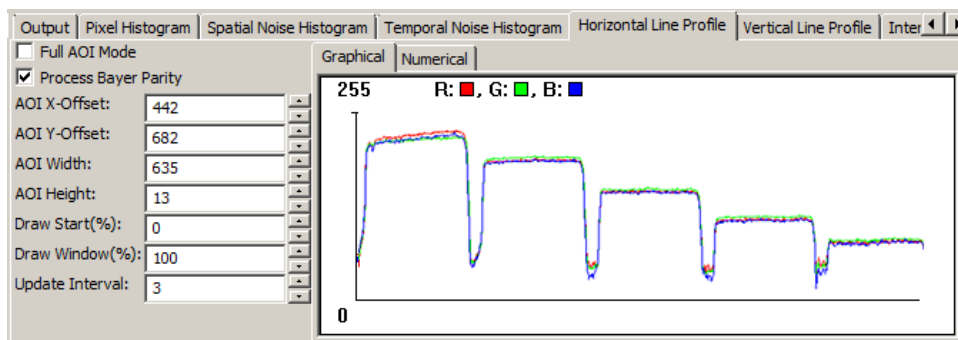 Output Pixel Histogram Spatial Noise Histogram Temporal Noise Histogram Horizontal Line Profile Vertical Line Profile Inter
Full AOI Mode
Process Bayer Parity
AOI X-Offset: 442
AOI Y-Offset: 682
AOI Width: 635
AOI Height: 13
Draw Start(%): 0
Draw Window(%): 100
Update Interval: 3
Graphical Numerical
255 R: , G: , B:
0